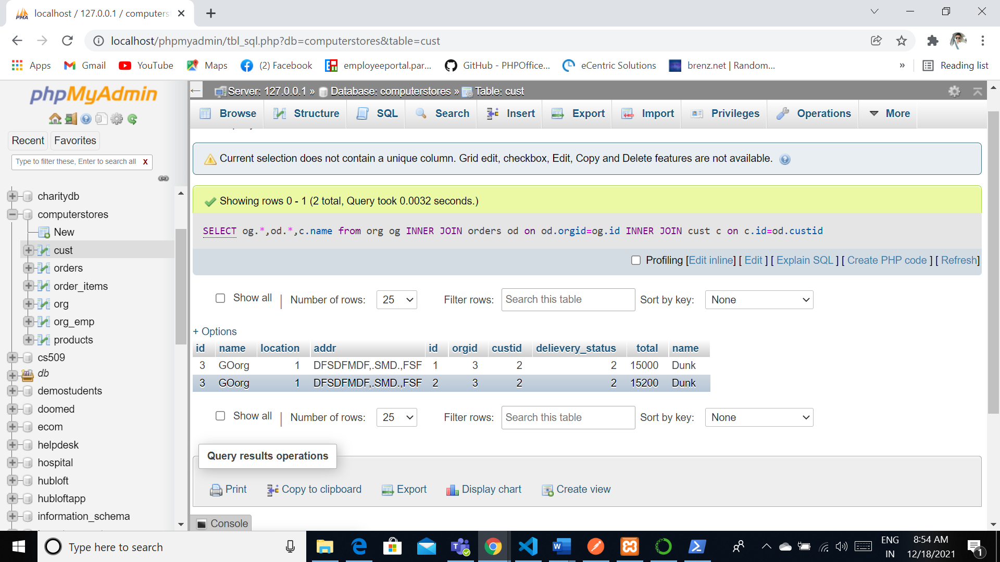 localhost / 127.0.0.1 / computers
localhost/phpmyadmin/tbl_sql.php?db=computerstores&table=cust
Apps Gmail YouTube Maps (2) Facebook employeeportal.par... GitHub - PHPOffice... eCentric Solutions brenz.net | Random... » Reading list
phpMyAdmin
Recent Favorites
Type to filter these, Enter to search all X
charitydb
computerstores
New
cust
orders
order_items
org
org_emp
products
cs509
db
demostudents
doomed
ecom
helpdesk
hospital
hubloft
hubloftapp
information_schema
Server: 127.0.0.1 » Database: computerstores » Table: cust
Browse Structure SQL Search Insert Export Import Privileges Operations More
Current selection does not contain a unique column. Grid edit, checkbox, Edit, Copy and Delete features are not available.
Showing rows 0 - 1 (2 total, Query took 0.0032 seconds.)
SELECT og.*,od.*,c.name from org og INNER JOIN orders od on od.orgid=og.id INNER JOIN cust c on c.id=od.custid
Profiling [Edit inline] [ Edit ] [ Explain SQL ] [ Create PHP code ] [ Refresh]
Show all | Number of rows: 25 Filter rows: Search this table Sort by key: None
+ Options
id name location addr id orgid custid delievery_status total name
3 GOorg 1 DFSDFMDF,.SMD.,FSF 1 3 2 2 15000 Dunk
3 GOorg 1 DFSDFMDF,.SMD.,FSF 2 3 2 2 15200 Dunk
Show all | Number of rows: 25 Filter rows: Search this table Sort by key: None
Query results operations
Print Copy to clipboard Export Display chart Create view
Console
Type here to search
ENG
IN
8:54 AM
12/18/2021
1